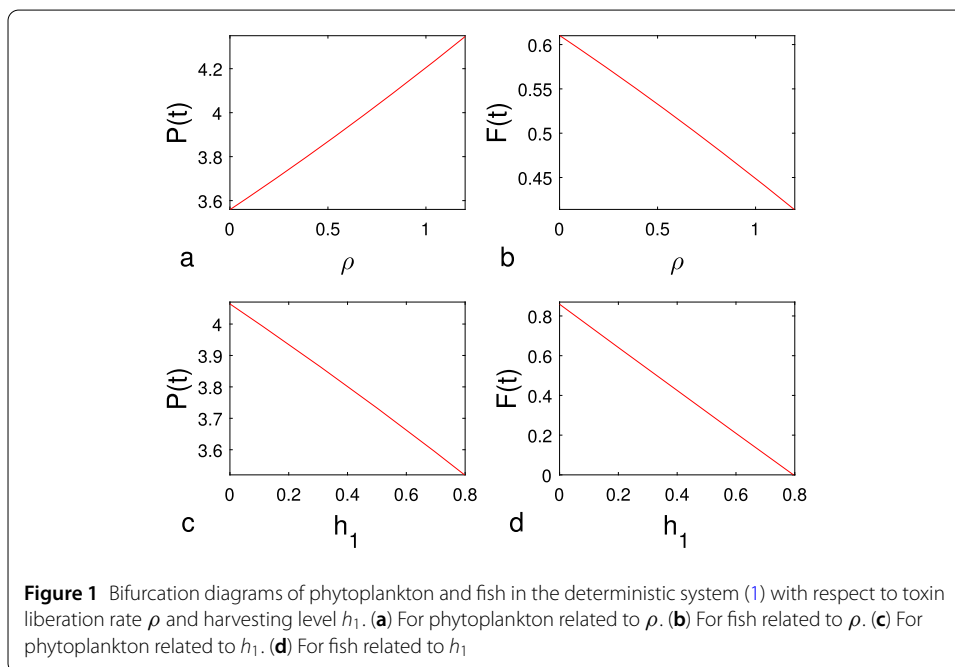 4.2
4
3.8
3.6
P(t)
0
0.5
1
a
ρ
0.6
0.55
0.5
0.45
F(t)
0
0.5
1
b
ρ
4
3.9
3.8
3.7
3.6
P(t)
0
0.2
0.4
0.6
0.8
c
h_1
0.8
0.6
0.4
0.2
0
F(t)
0
0.2
0.4
0.6
0.8
d
h_1
Figure 1 Bifurcation diagrams of phytoplankton and fish in the deterministic system (1) with respect to toxin
liberation rate ρ and harvesting level h₁. (a) For phytoplankton related to ρ. (b) For fish related to ρ. (c) For
phytoplankton related to h₁. (d) For fish related to h₁